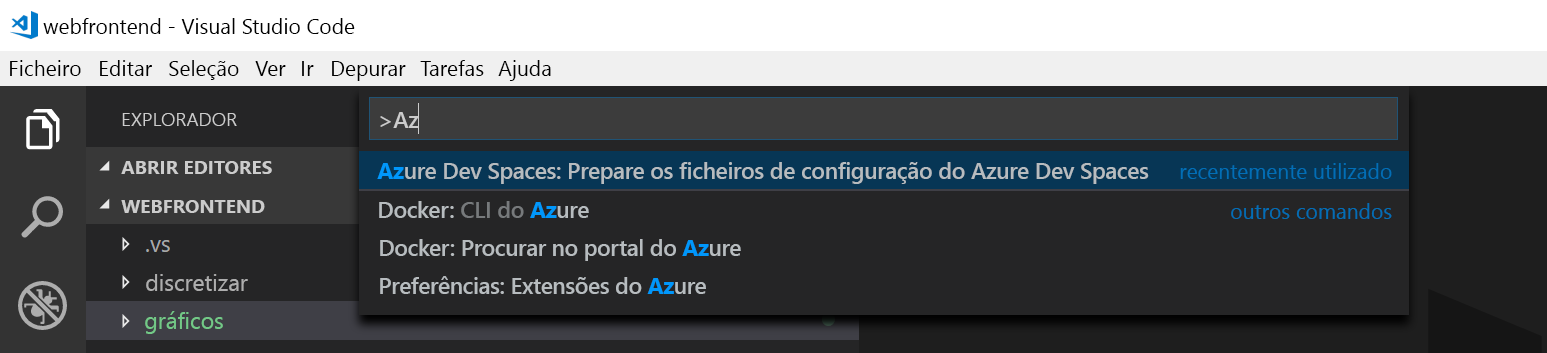 webfrontend - Visual Studio Code
Ficheiro Editar Seleção Ver Ir Depurar Tarefas Ajuda
EXPLORADOR
>Az
ABRIR EDITORES
Azure Dev Spaces: Prepare os ficheiros de configuração do Azure Dev Spaces recentemente utilizado
WEBFRONTEND
Docker: CLI do Azure outros comandos
.vs
Docker: Procurar no portal do Azure
discretizar
Preferências: Extensões do Azure
gráficos